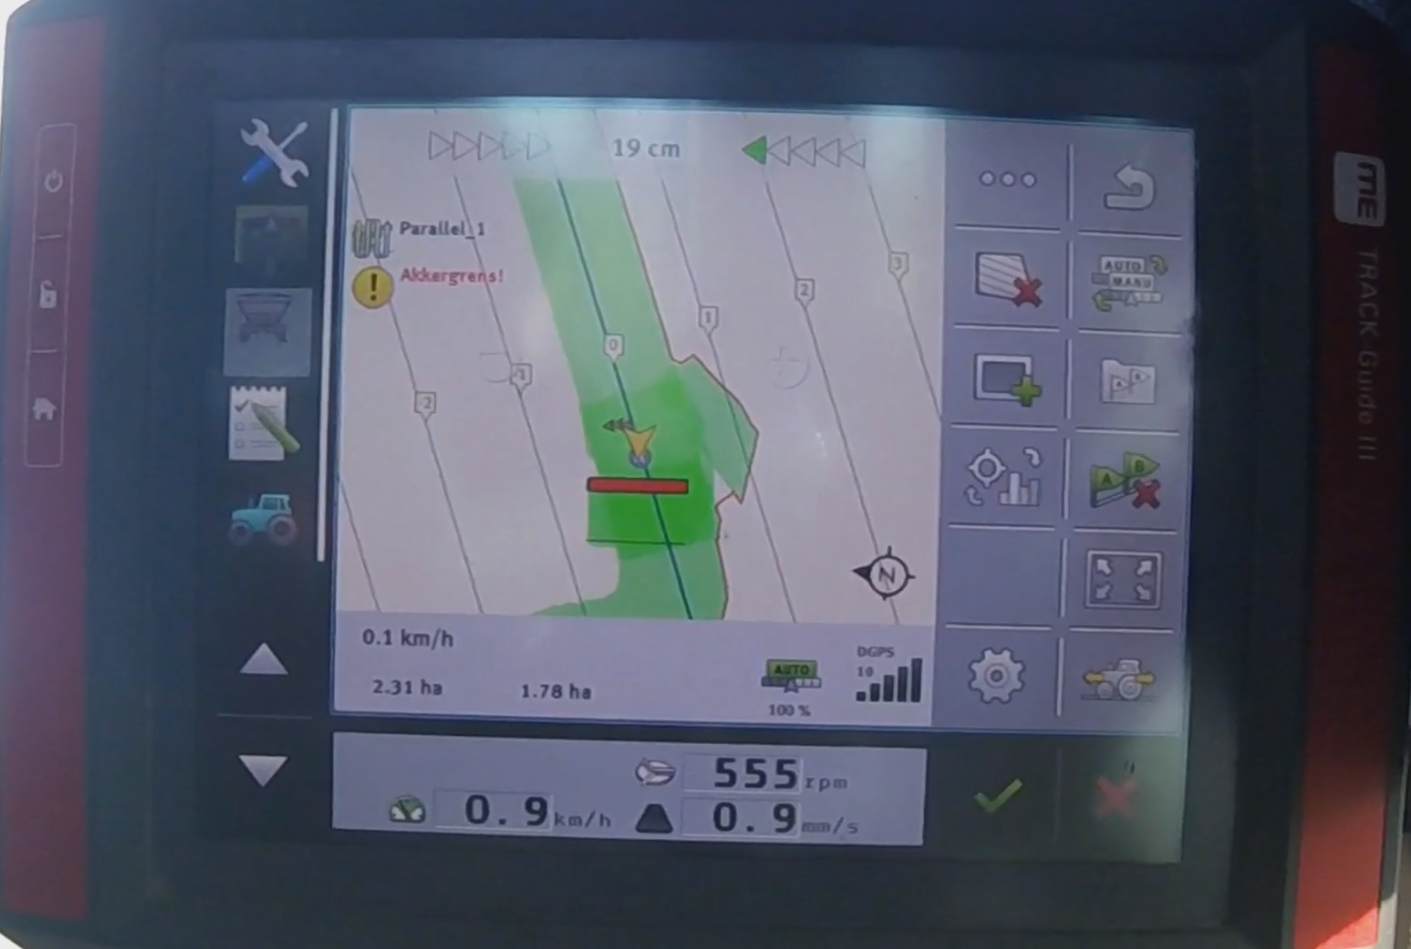 19 cm
Parallel_1
Akkergrens!
3
2
1
0
-1
-2
N
0.1 km/h
2.31 ha
1.78 ha
AUTO
100 %
DGPS
10
AUTO
MANU
A B
A B
555 rpm
0.9 km/h
0.9 mm/s
ME
TRACK-Guide III